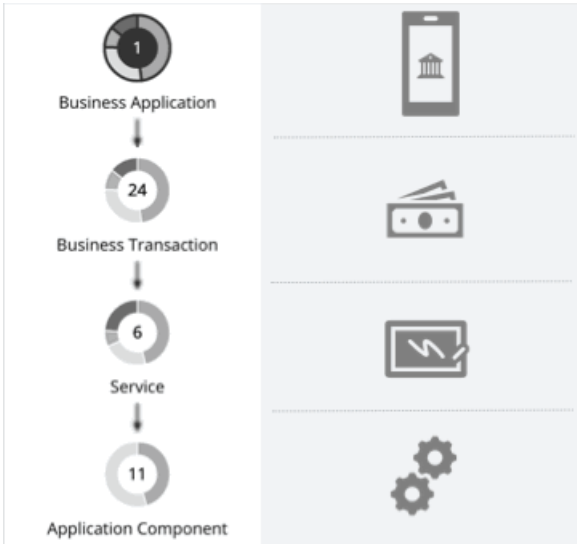 1
Business Application
24
Business Transaction
6
Service
11
Application Component